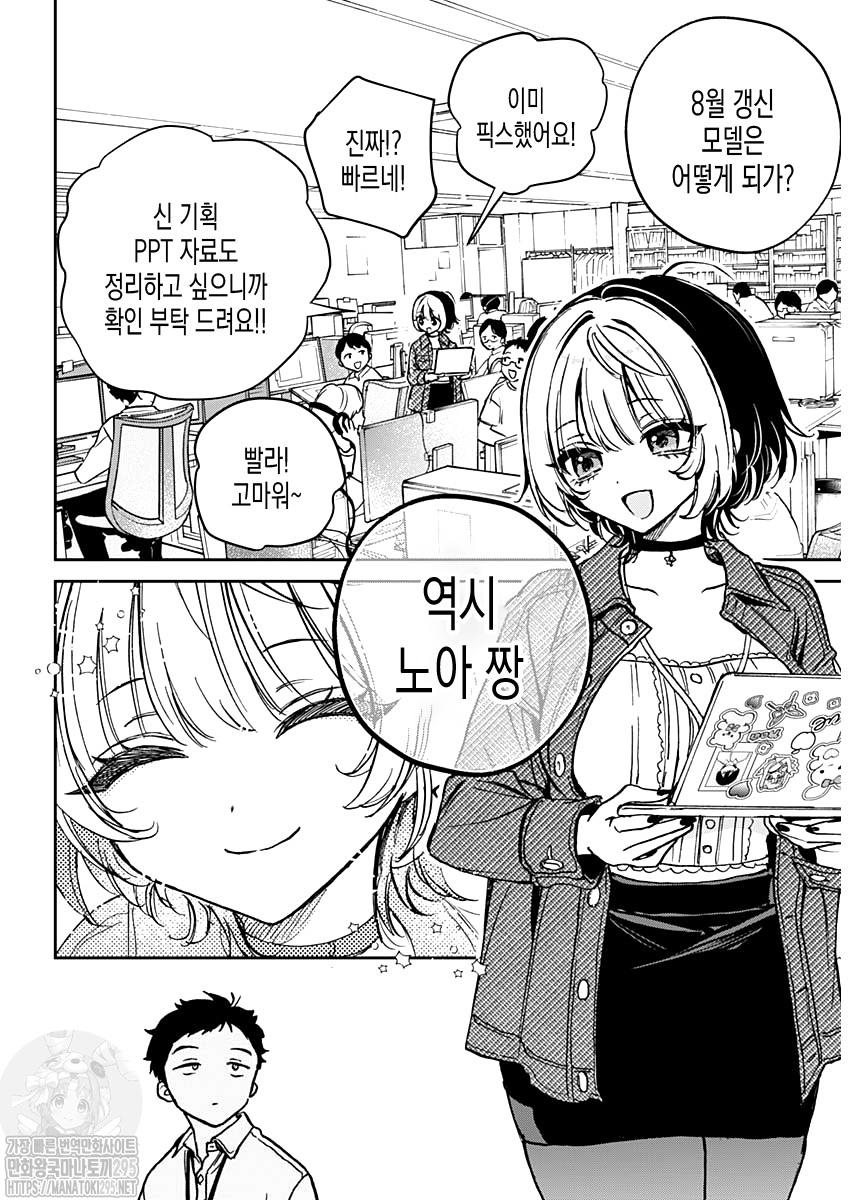 8월 갱신
모델은
어떻게 되가?
이미
픽스했어요!
진짜!?
빠르네!
신 기획
PPT 자료도
정리하고 싶으니까
확인 부탁 드려요!!
빨라!
고마워~
역시
노아 짱
가장 빠른 번역만화사이트
만화왕국마나토끼295
HTTPS://MANATOKI295.NET